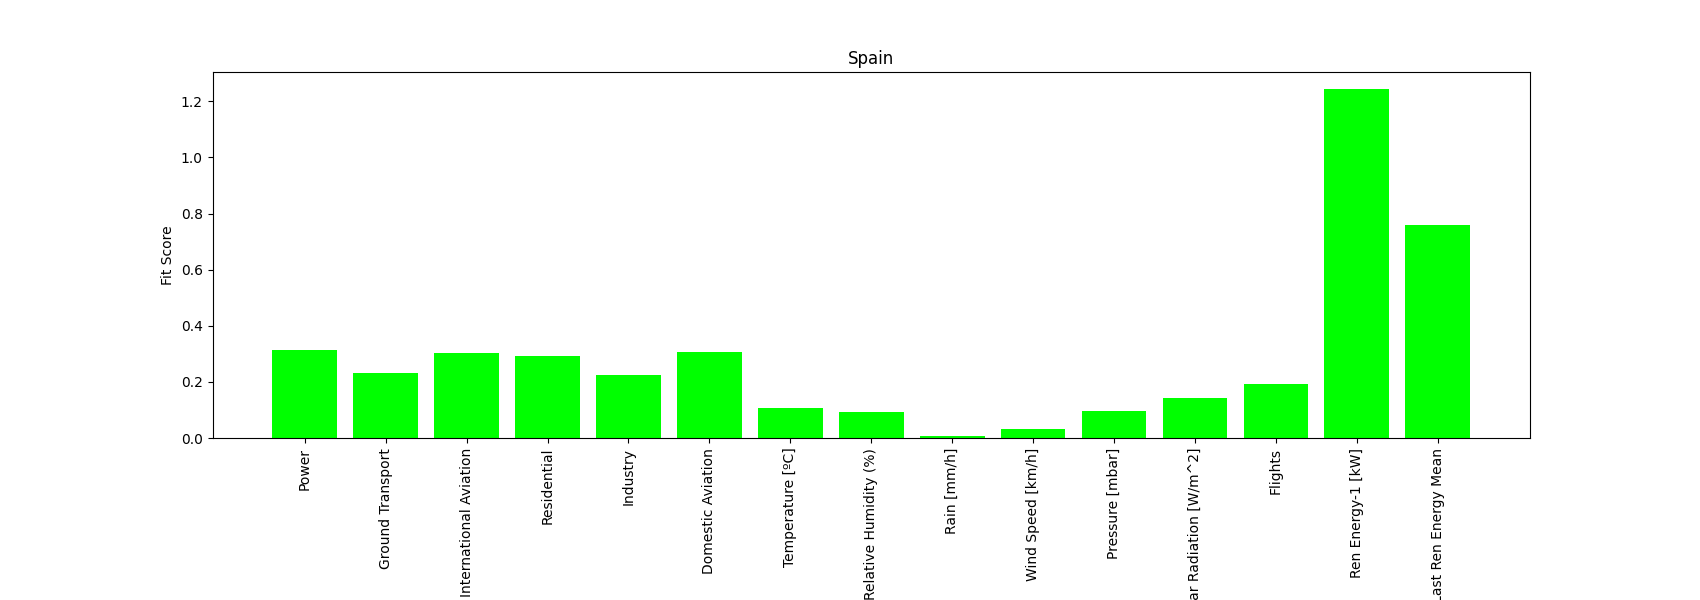 Spain
Fit Score
1.2
1.0
0.8
0.6
0.4
0.2
0.0
Power
Ground Transport
International Aviation
Residential
Industry
Domestic Aviation
Temperature [ºC]
Relative Humidity (%)
Rain [mm/h]
Wind Speed [km/h]
Pressure [mbar]
ar Radiation [W/m^2]
Flights
Ren Energy-1 [kW]
Last Ren Energy Mean